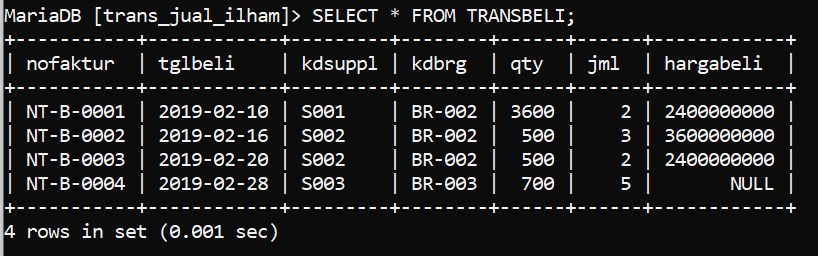 MariaDB [trans_jual_ilham]> SELECT * FROM TRANSBELI;
+-----------+------------+---------+--------+------+------+------------+
| nofaktur  | tglbeli    | kdsuppl | kdbrg  | qty  | jml  | hargabeli  |
+-----------+------------+---------+--------+------+------+------------+
| NT-B-0001 | 2019-02-10 | S001    | BR-002 | 3600 |    2 | 2400000000 |
| NT-B-0002 | 2019-02-16 | S002    | BR-002 |  500 |    3 | 3600000000 |
| NT-B-0003 | 2019-02-20 | S002    | BR-002 |  500 |    2 | 2400000000 |
| NT-B-0004 | 2019-02-28 | S003    | BR-003 |  700 |    5 |       NULL |
+-----------+------------+---------+--------+------+------+------------+
4 rows in set (0.001 sec)